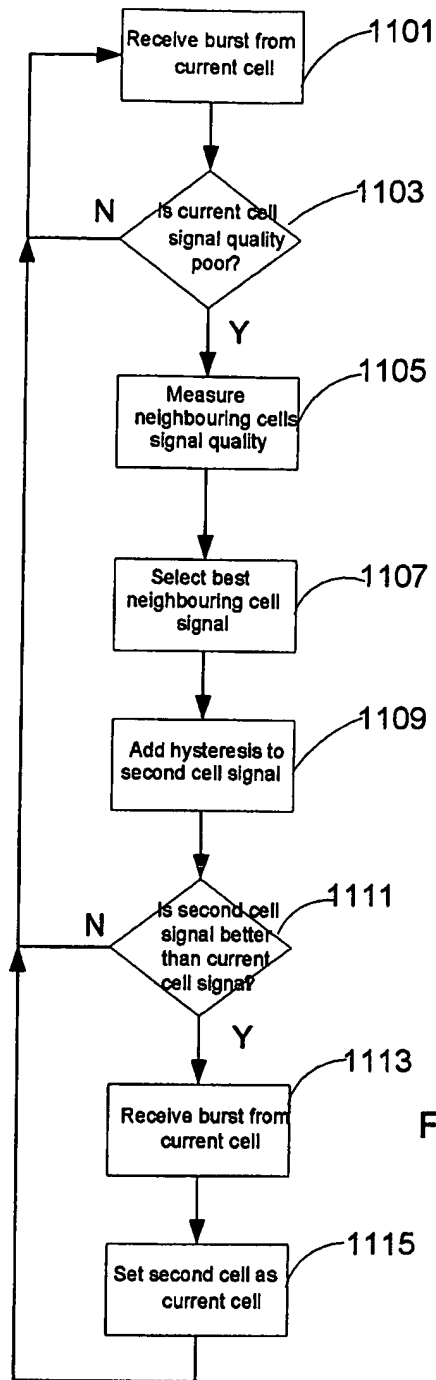 Receive burst from
current cell
1101
N
Is current cell
signal quality
poor?
1103
Y
Measure
neighbouring cells
signal quality
1105
Select best
neighbouring cell
signal
1107
Add hysteresis to
second cell signal
1109
N
Is second cell
signal better
than current
cell signal?
1111
Y
Receive burst from
current cell
1113
F
Set second cell as
current cell
1115